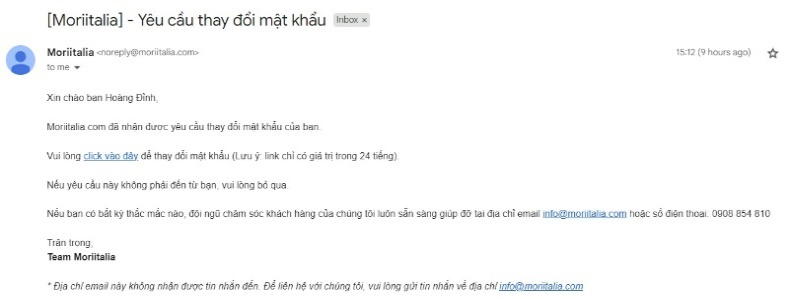 [Moriitalia] - Yêu cầu thay đổi mật khẩu Inbox ×
Moriitalia <noreply@moriitalia.com> 15:12 (9 hours ago)
to me
Xin chào bạn Hoàng Đỉnh,
Moriitalia.com đã nhận được yêu cầu thay đổi mật khẩu của bạn.
Vui lòng click vào đây để thay đổi mật khẩu (Lưu ý: link chỉ có giá trị trong 24 tiếng).
Nếu yêu cầu này không phải đến từ bạn, vui lòng bỏ qua.
Nếu bạn có bất kỳ thắc mắc nào, đội ngũ chăm sóc khách hàng của chúng tôi luôn sẵn sàng giúp đỡ tại địa chỉ email info@moriitalia.com hoặc số điện thoại: 0908 854 810
Trân trọng,
Team Moriitalia
* Địa chỉ email này không nhận được tin nhắn đến. Để liên hệ với chúng tôi, vui lòng gửi tin nhắn về địa chỉ info@moriitalia.com